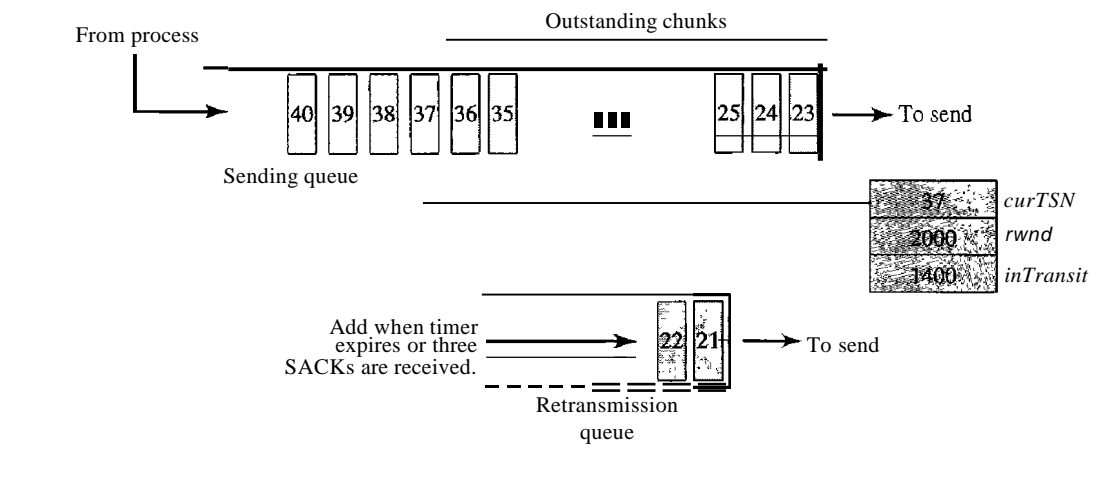 Outstanding chunks
From process
40 39 38 37 36 35 25 24 23
To send
Sending queue
37 curTSN
2000 rwnd
1400 inTransit
Add when timer
expires or three
SACKs are received.
22 21
To send
Retransmission
queue